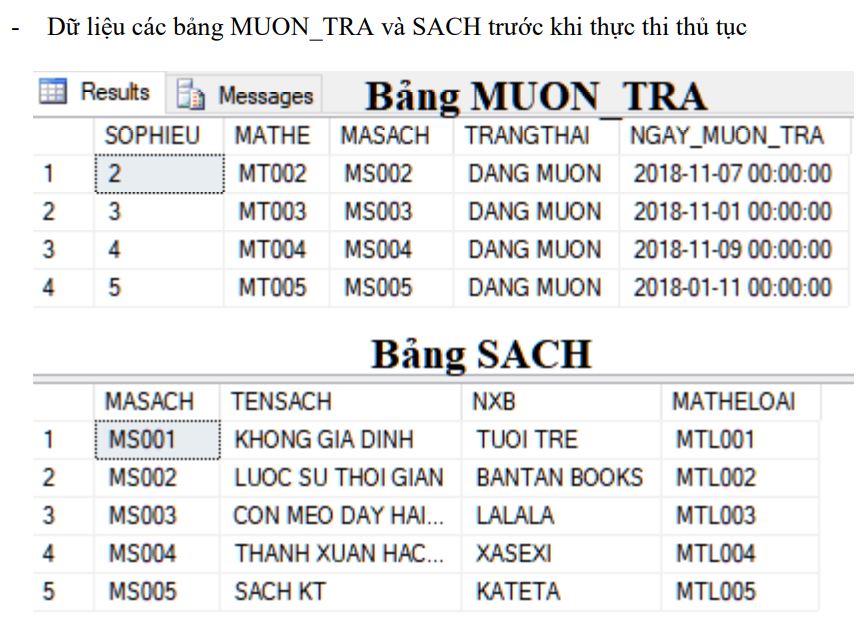 - Dữ liệu các bảng MUON_TRA và SACH trước khi thực thi thủ tục
Results Messages Bảng MUON_TRA
SOPHIEU MATHE MASACH TRANGTHAI NGAY_MUON_TRA
1 2 MT002 MS002 DANG MUON 2018-11-07 00:00:00
2 3 MT003 MS003 DANG MUON 2018-11-01 00:00:00
3 4 MT004 MS004 DANG MUON 2018-11-09 00:00:00
4 5 MT005 MS005 DANG MUON 2018-01-11 00:00:00
Bảng SACH
MASACH TENSACH NXB MATHELOAI
1 MS001 KHONG GIA DINH TUOI TRE MTL001
2 MS002 LUOC SU THOI GIAN BANTAN BOOKS MTL002
3 MS003 CON MEO DAY HAI... LALALA MTL003
4 MS004 THANH XUAN HAC... XASEXI MTL004
5 MS005 SACH KT KATETA MTL005